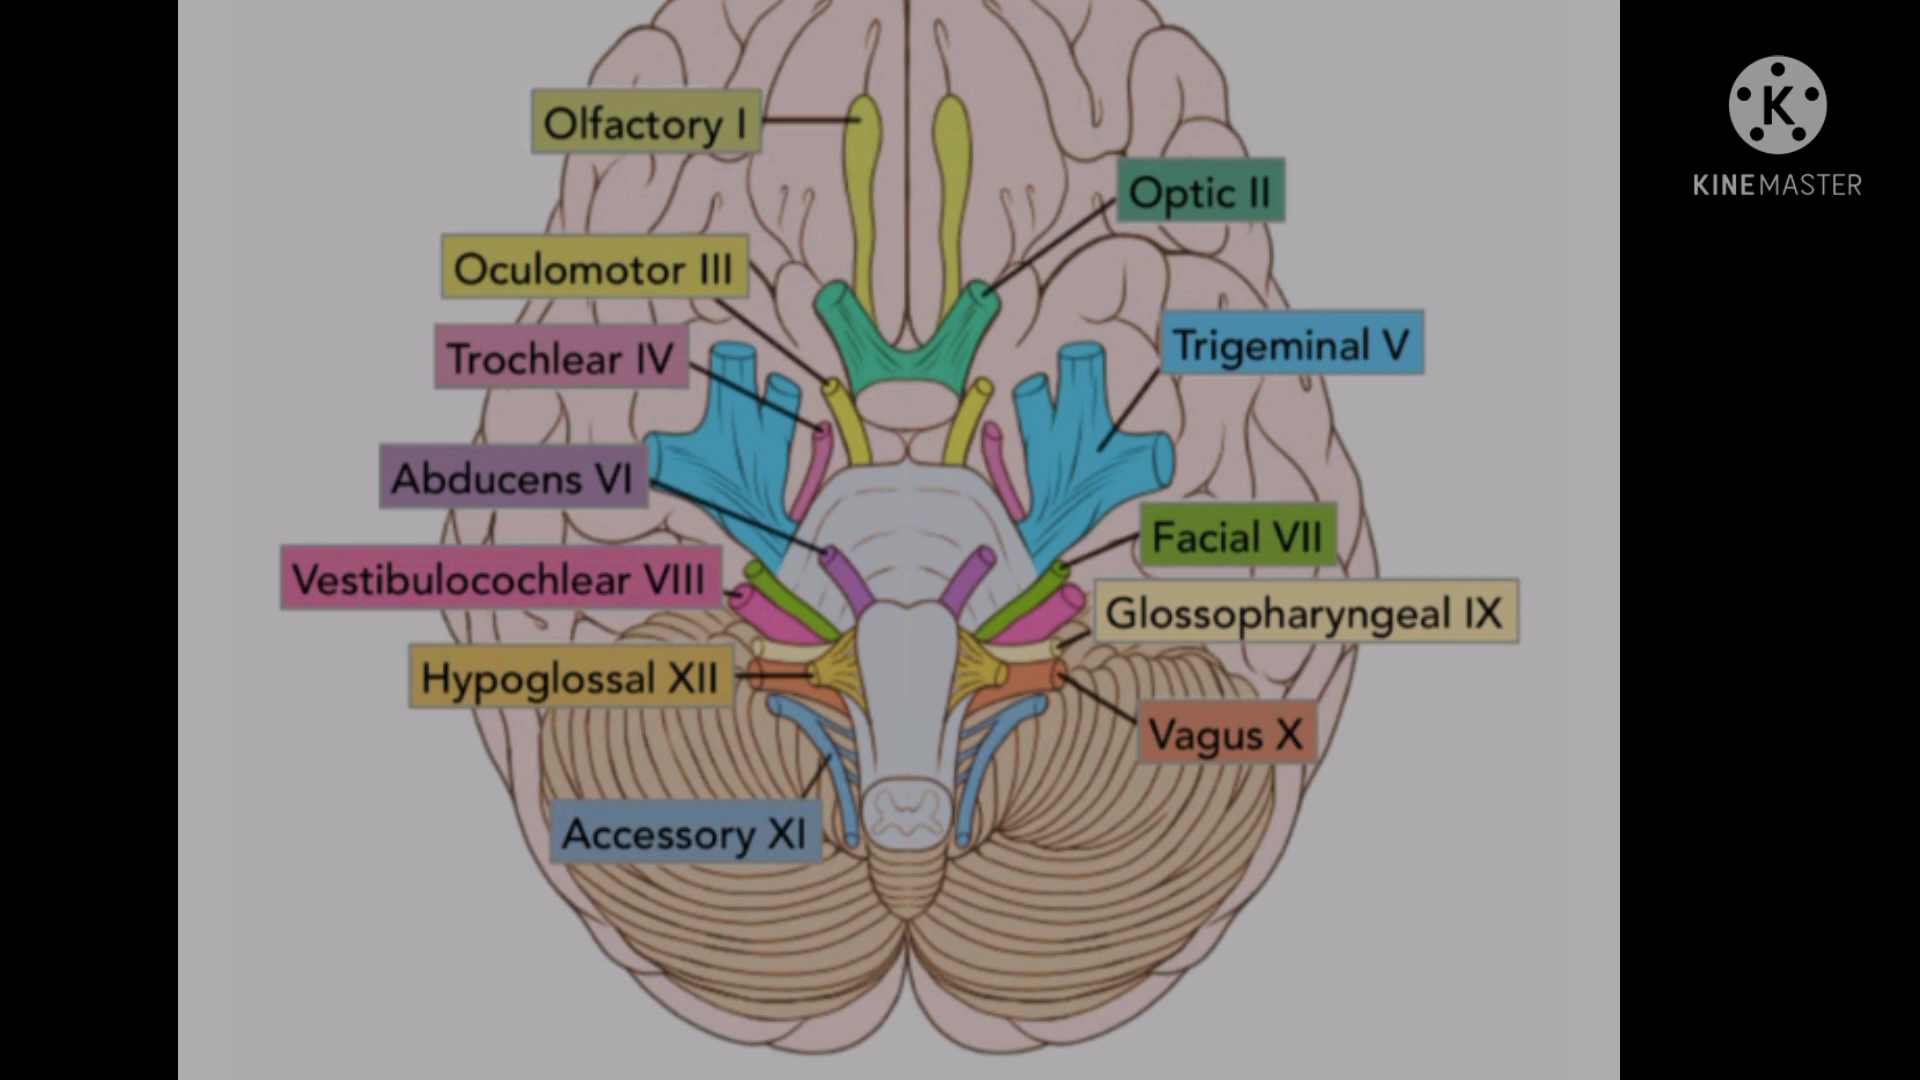 Olfactory I
Optic II
Oculomotor III
Trochlear IV
Trigeminal V
Abducens VI
Facial VII
Vestibulocochlear VIII
Glossopharyngeal IX
Hypoglossal XII
Vagus X
Accessory XI
K
KINEMASTER